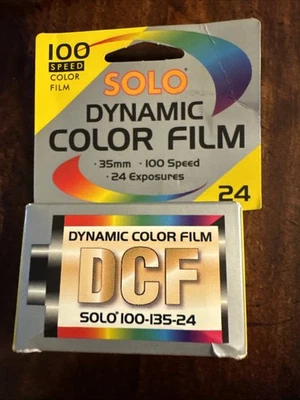 100
SPEED
COLOR
FILM
SOLO®
DYNAMIC
COLOR FILM
• 35mm • 100 Speed
• 24 Exposures
24
DYNAMIC COLOR FILM
DCF
SOLO® 100-135-24